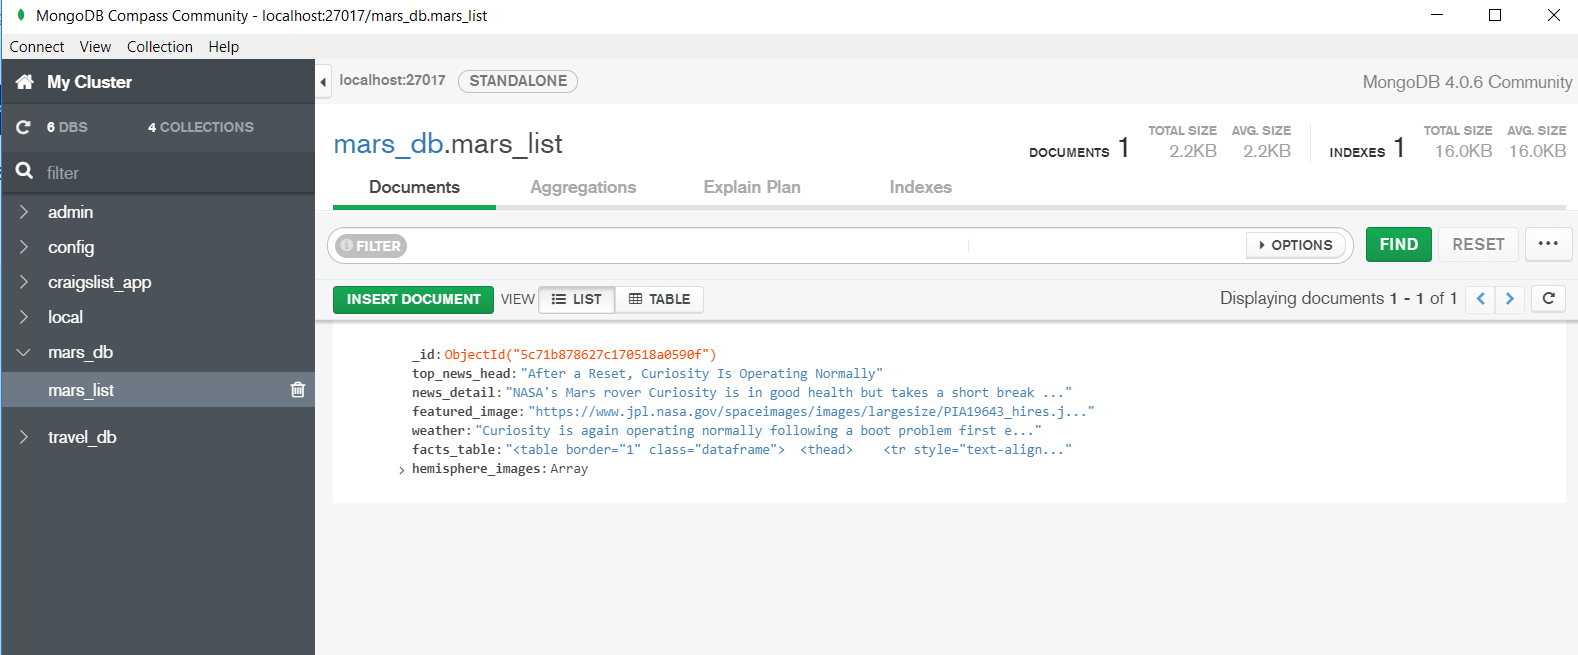 MongoDB Compass Community - localhost:27017/mars_db.mars_list
Connect View Collection Help
My Cluster
localhost:27017 STANDALONE
MongoDB 4.0.6 Community
6 DBS 4 COLLECTIONS
filter
admin
config
craigslist_app
local
mars_db
mars_list
travel_db
mars_db.mars_list
DOCUMENTS 1 TOTAL SIZE 2.2KB AVG. SIZE 2.2KB INDEXES 1 TOTAL SIZE 16.0KB AVG. SIZE 16.0KB
Documents Aggregations Explain Plan Indexes
FILTER OPTIONS FIND RESET ...
INSERT DOCUMENT VIEW LIST TABLE Displaying documents 1 - 1 of 1
_id: ObjectId("5c71b878627c170518a0590f")
top_news_head: "After a Reset, Curiosity Is Operating Normally"
news_detail: "NASA's Mars rover Curiosity is in good health but takes a short break ..."
featured_image: "https://www.jpl.nasa.gov/spaceimages/images/largesize/PIA19643_hires.j..."
weather: "Curiosity is again operating normally following a boot problem first e..."
facts_table: "<table border="1" class="dataframe">  <thead>    <tr style="text-align..."
hemisphere_images: Array